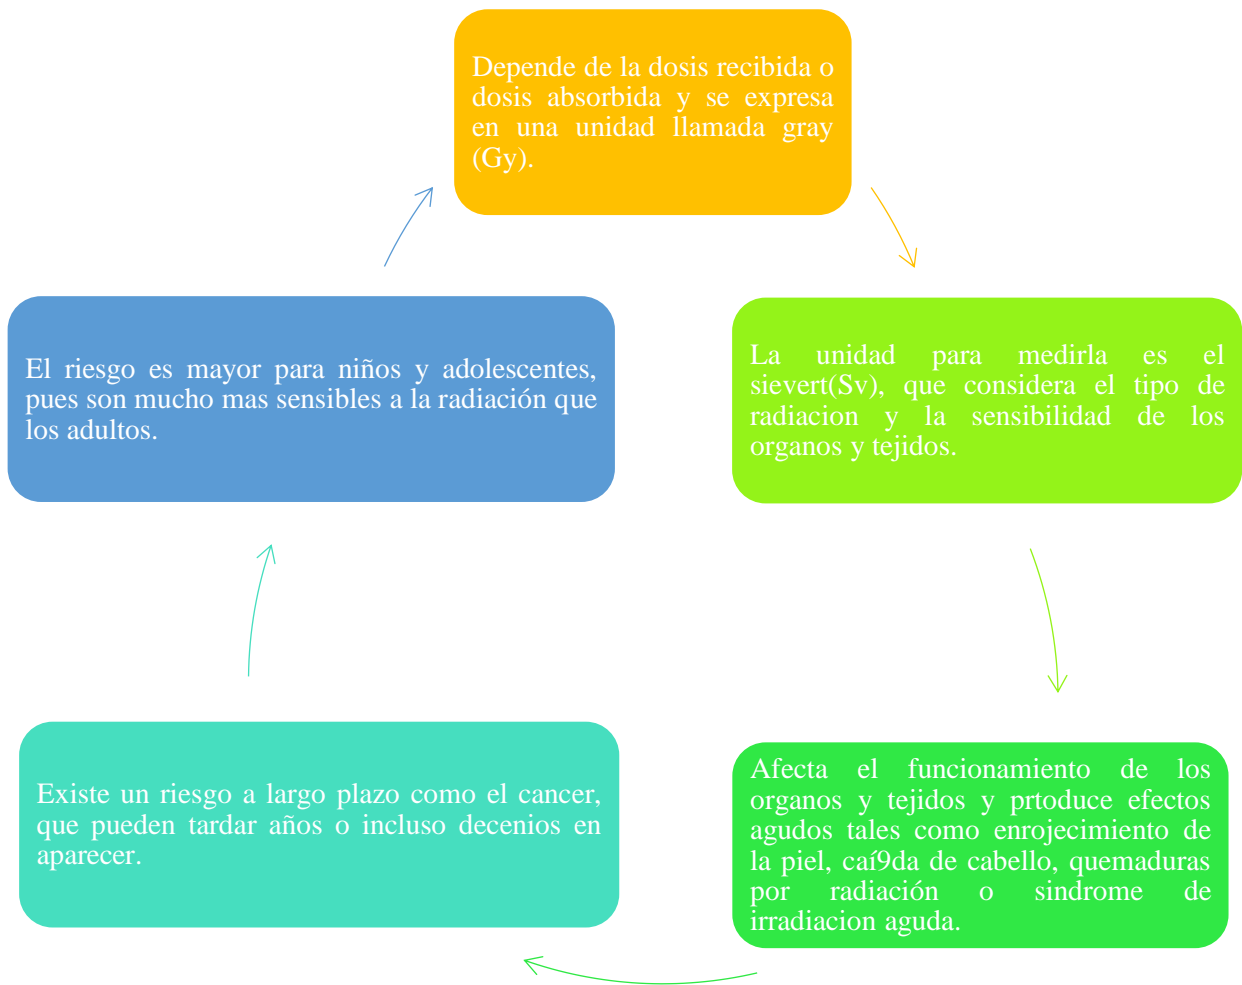 Depende de la dosis recibida o
dosis absorbida y se expresa
en una unidad llamada gray
(Gy).
La unidad para medirla es el
sievert(Sv), que considera el tipo de
radiacion y la sensibilidad de los
organos y tejidos.
Afecta el funcionamiento de los
organos y tejidos y prtoduce efectos
agudos tales como enrojecimiento de
la piel, caí9da de cabello, quemaduras
por radiación o sindrome de
irradiacion aguda.
Existe un riesgo a largo plazo como el cancer,
que pueden tardar años o incluso decenios en
aparecer.
El riesgo es mayor para niños y adolescentes,
pues son mucho mas sensibles a la radiación que
los adultos.